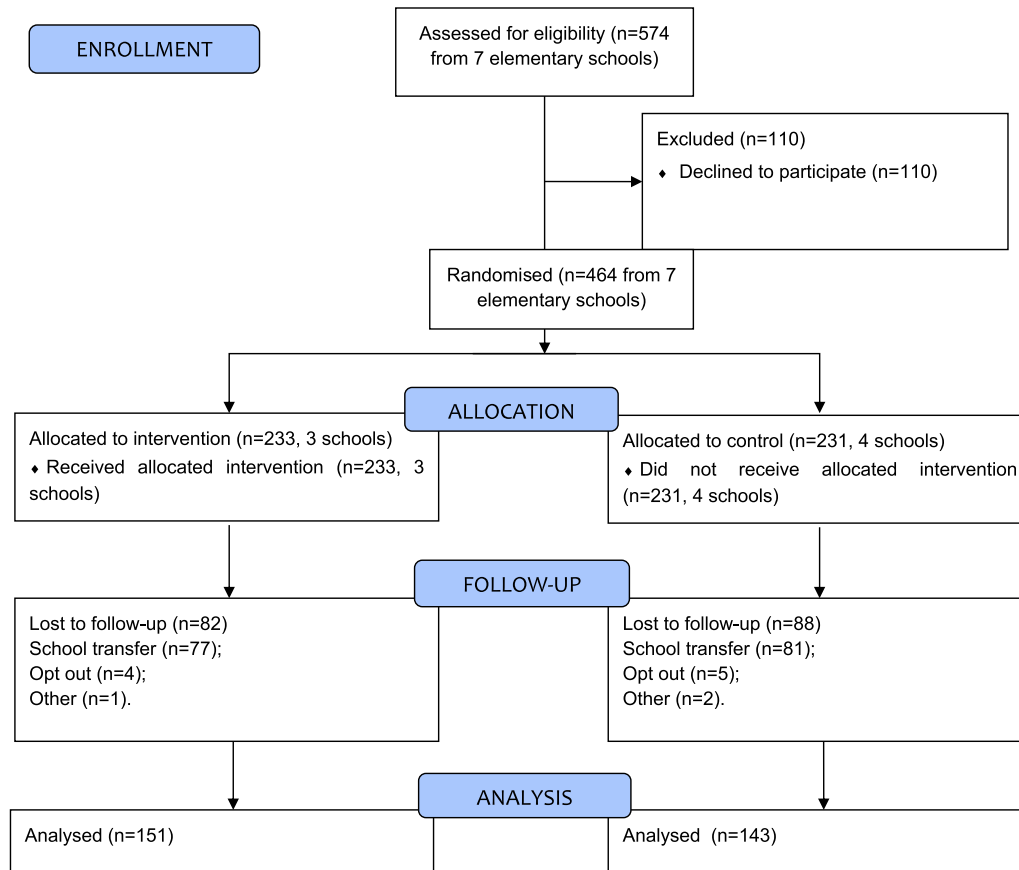 ENROLLMENT
Assessed for eligibility (n=574
from 7 elementary schools)
Excluded (n=110)
♦ Declined to participate (n=110)
Randomised (n=464 from 7
elementary schools)
ALLOCATION
Allocated to intervention (n=233, 3 schools)
♦ Received allocated intervention (n=233, 3
schools)
Allocated to control (n=231, 4 schools)
♦ Did not receive allocated intervention
(n=231, 4 schools)
FOLLOW-UP
Lost to follow-up (n=82)
School transfer (n=77);
Opt out (n=4);
Other (n=1).
Lost to follow-up (n=88)
School transfer (n=81);
Opt out (n=5);
Other (n=2).
ANALYSIS
Analysed (n=151)
Analysed (n=143)